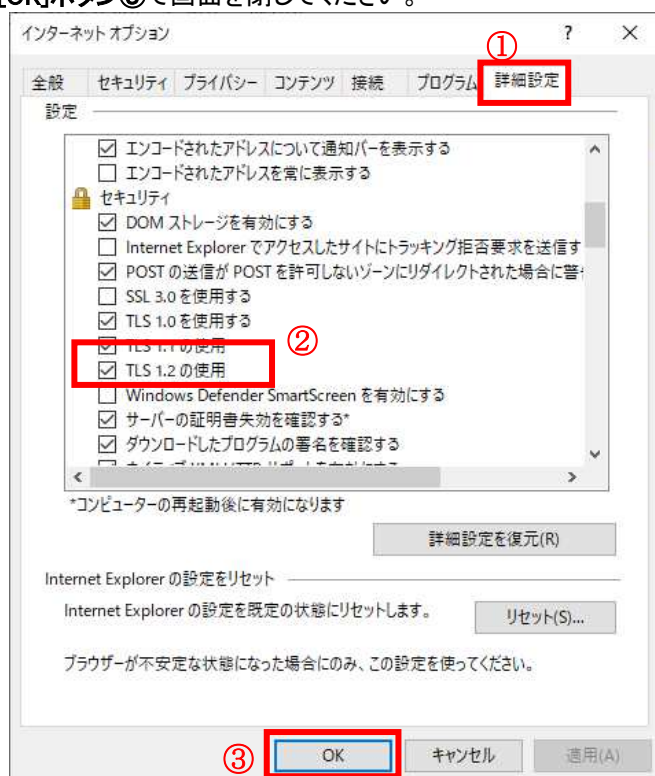 [OK]ボタン③で画面を閉じてください。
インターネット オプション ? ×
①
全般 セキュリティ プライバシー コンテンツ 接続 プログラム 詳細設定
設定
エンコードされたアドレスについて通知バーを表示する
エンコードされたアドレスを常に表示する
セキュリティ
DOM ストレージを有効にする
Internet Explorer でアクセスしたサイトにトラッキング拒否要求を送信す
POST の送信が POST を許可しないゾーンにリダイレクトされた場合に警
SSL 3.0 を使用する
TLS 1.0 を使用する
TLS 1.1 の使用
②
TLS 1.2 の使用
Windows Defender SmartScreen を有効にする
サーバーの証明書失効を確認する*
ダウンロードしたプログラムの署名を確認する
*コンピューターの再起動後に有効になります
詳細設定を復元(R)
Internet Explorer の設定をリセット
Internet Explorer の設定を既定の状態にリセットします。
リセット(S)...
ブラウザーが不安定な状態になった場合にのみ、この設定を使ってください。
③ OK キャンセル 適用(A)